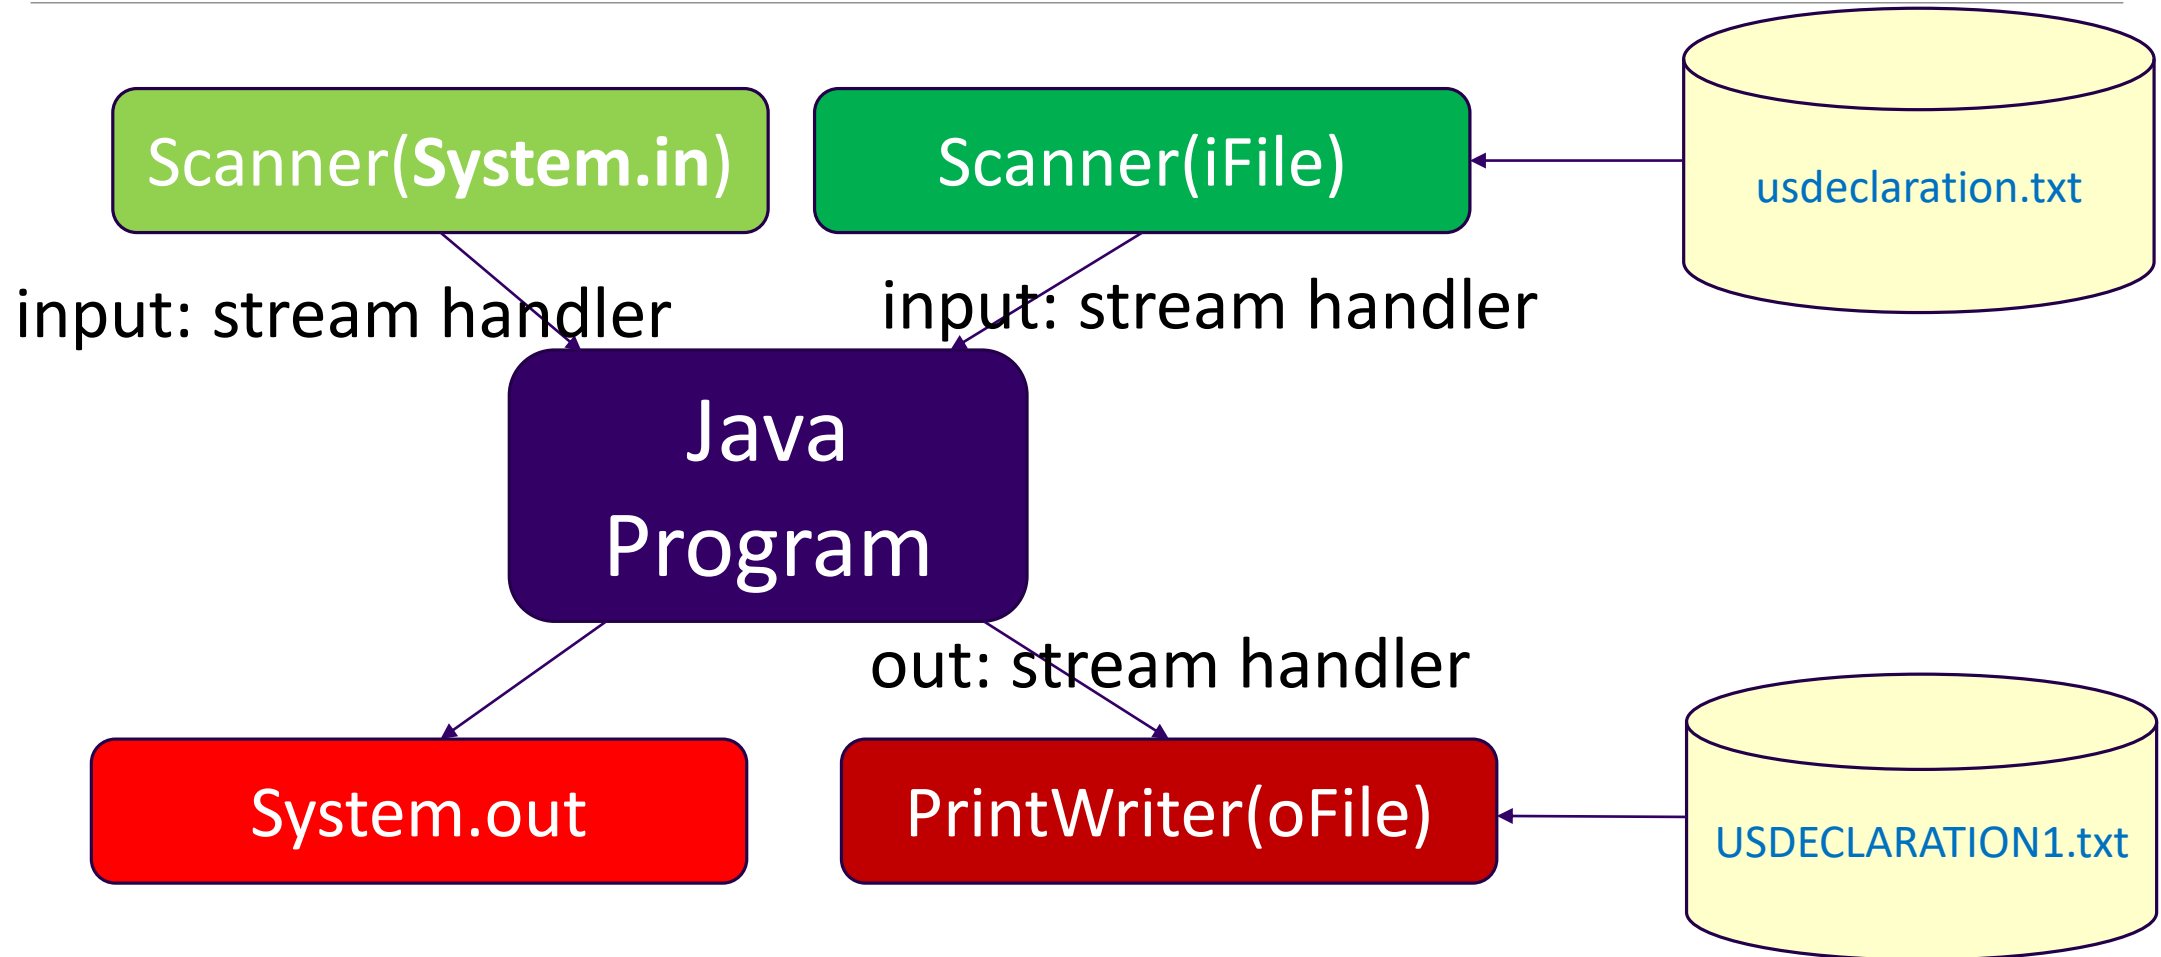 Scanner(System.in)
Scanner(iFile)
usdeclaration.txt
input: stream handler
input: stream handler
Java
Program
out: stream handler
System.out
PrintWriter(oFile)
USDECLARATION1.txt